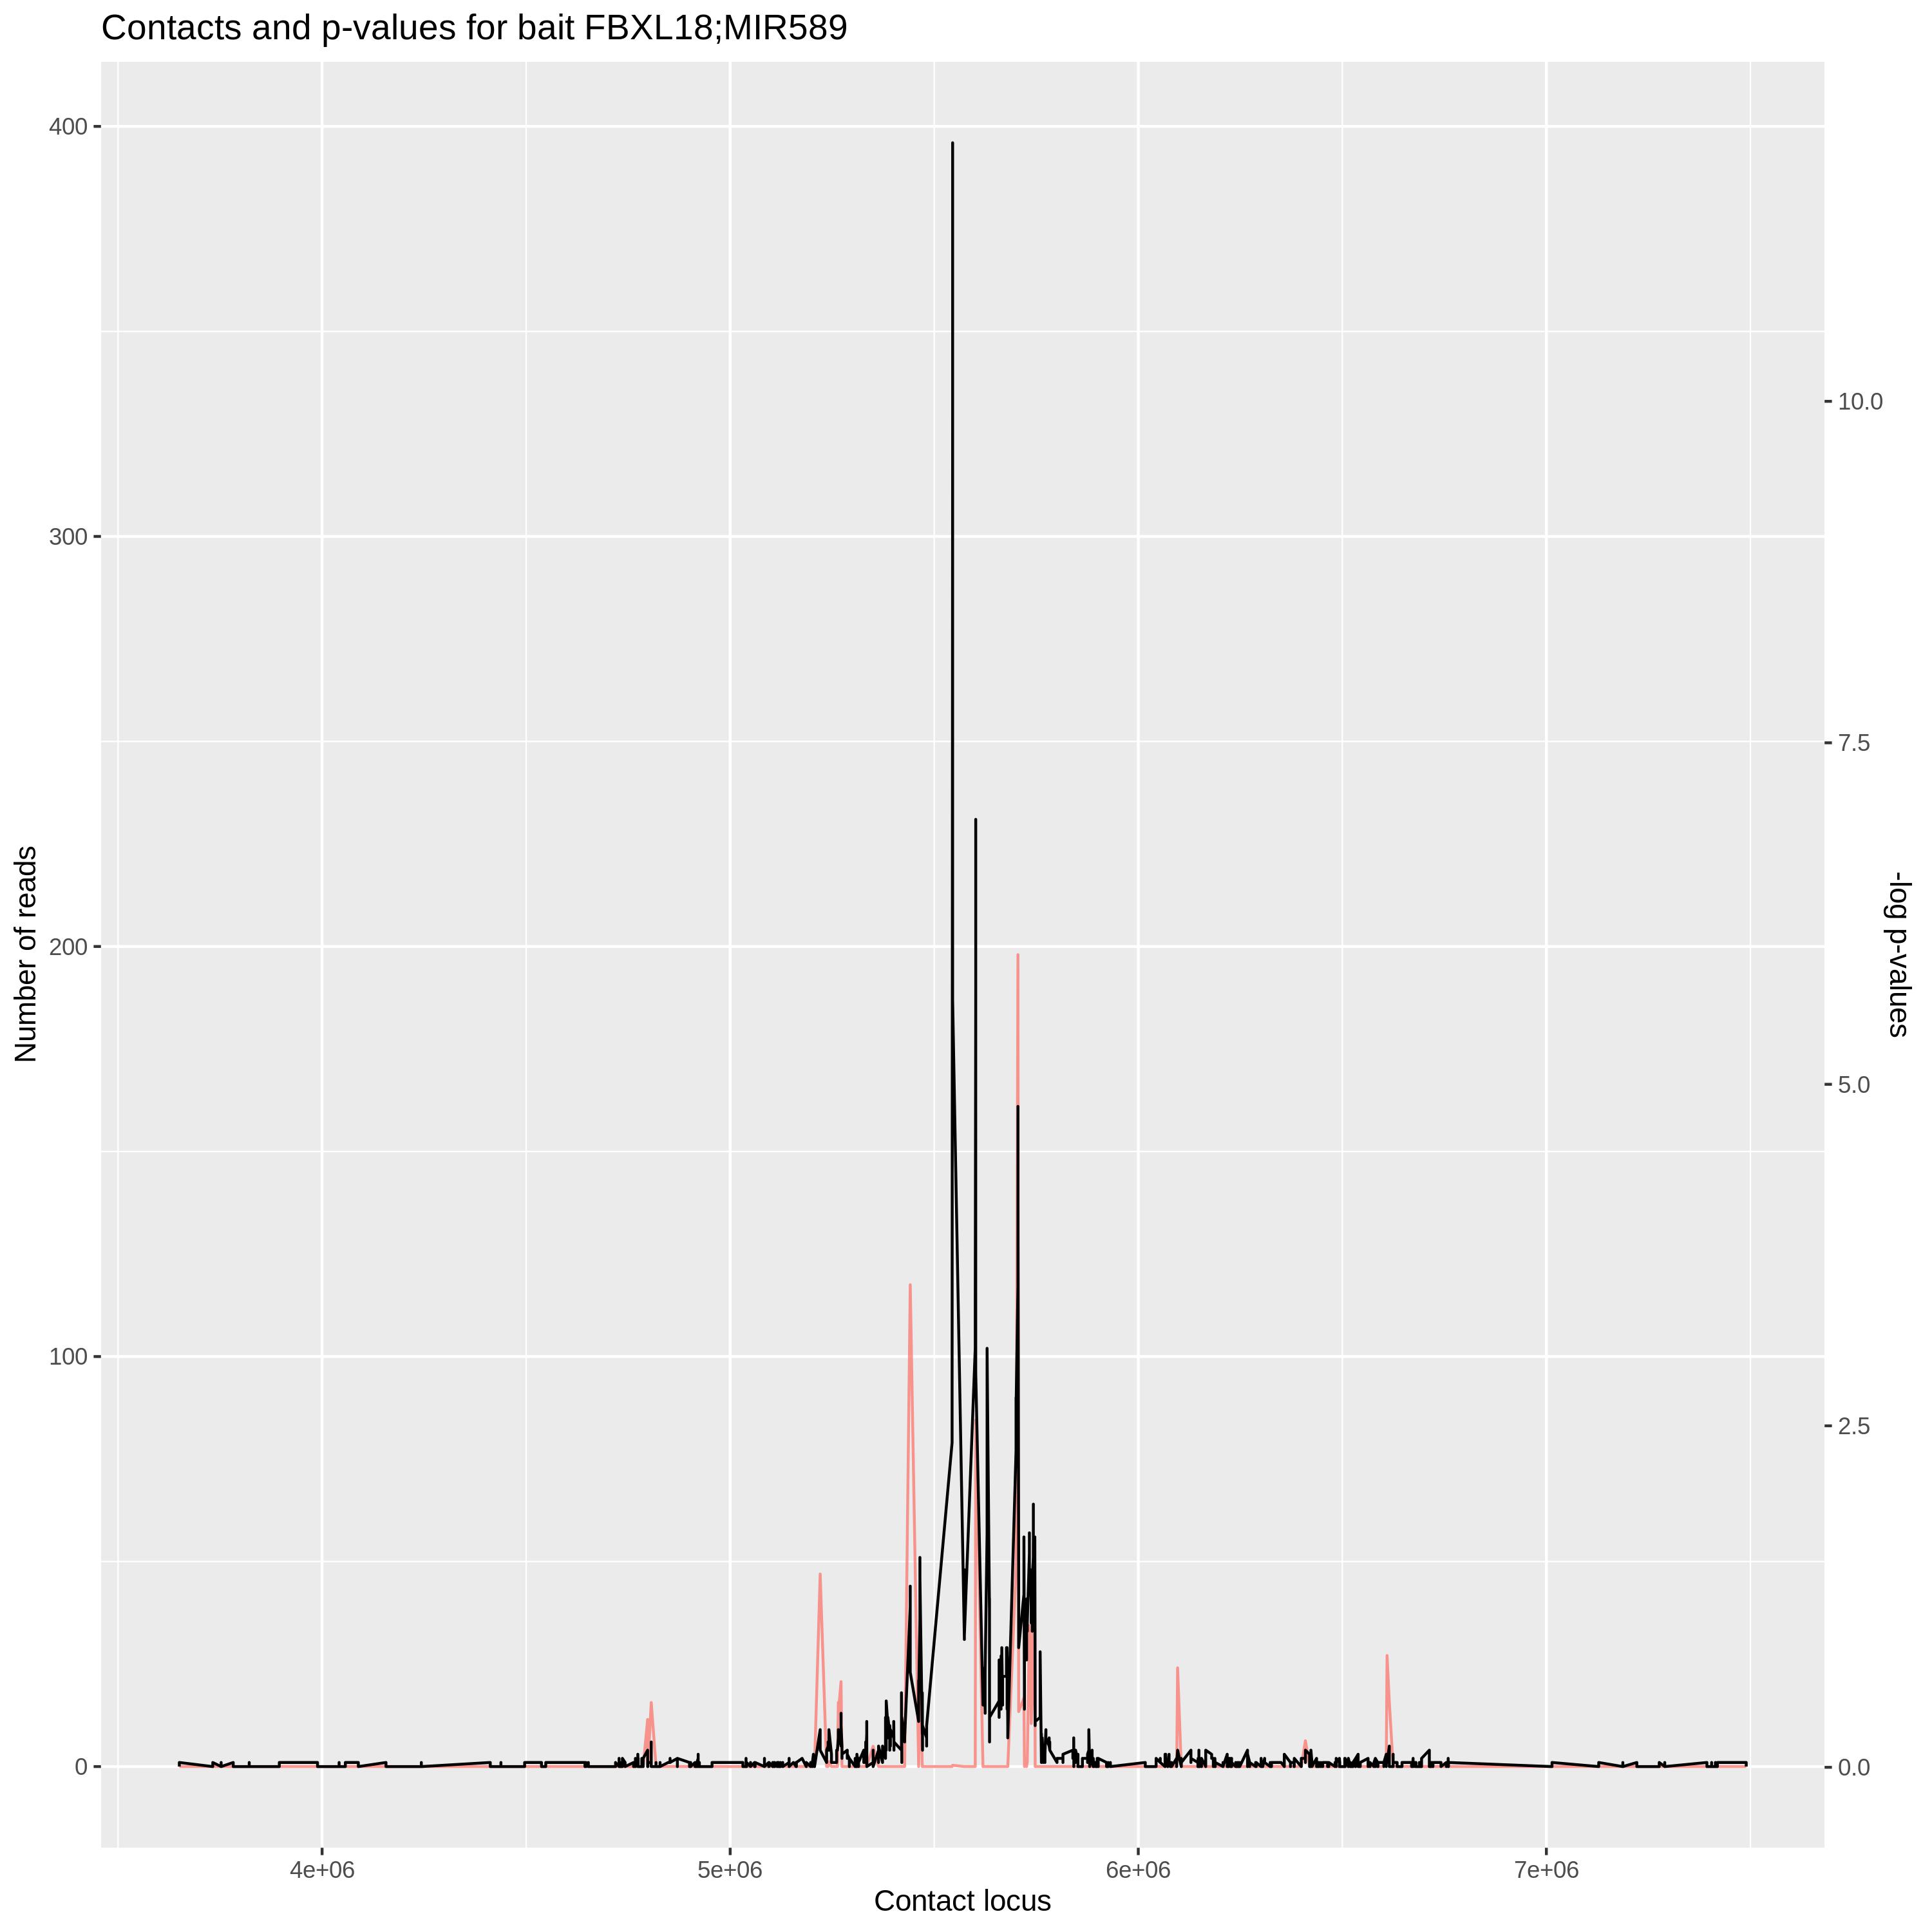 Contacts and p-values for bait FBXL18;MIR589
400
300
200
100
0
Number of reads
10.0
7.5
5.0
2.5
0.0
-log p-values
4e+06
5e+06
6e+06
7e+06
Contact locus